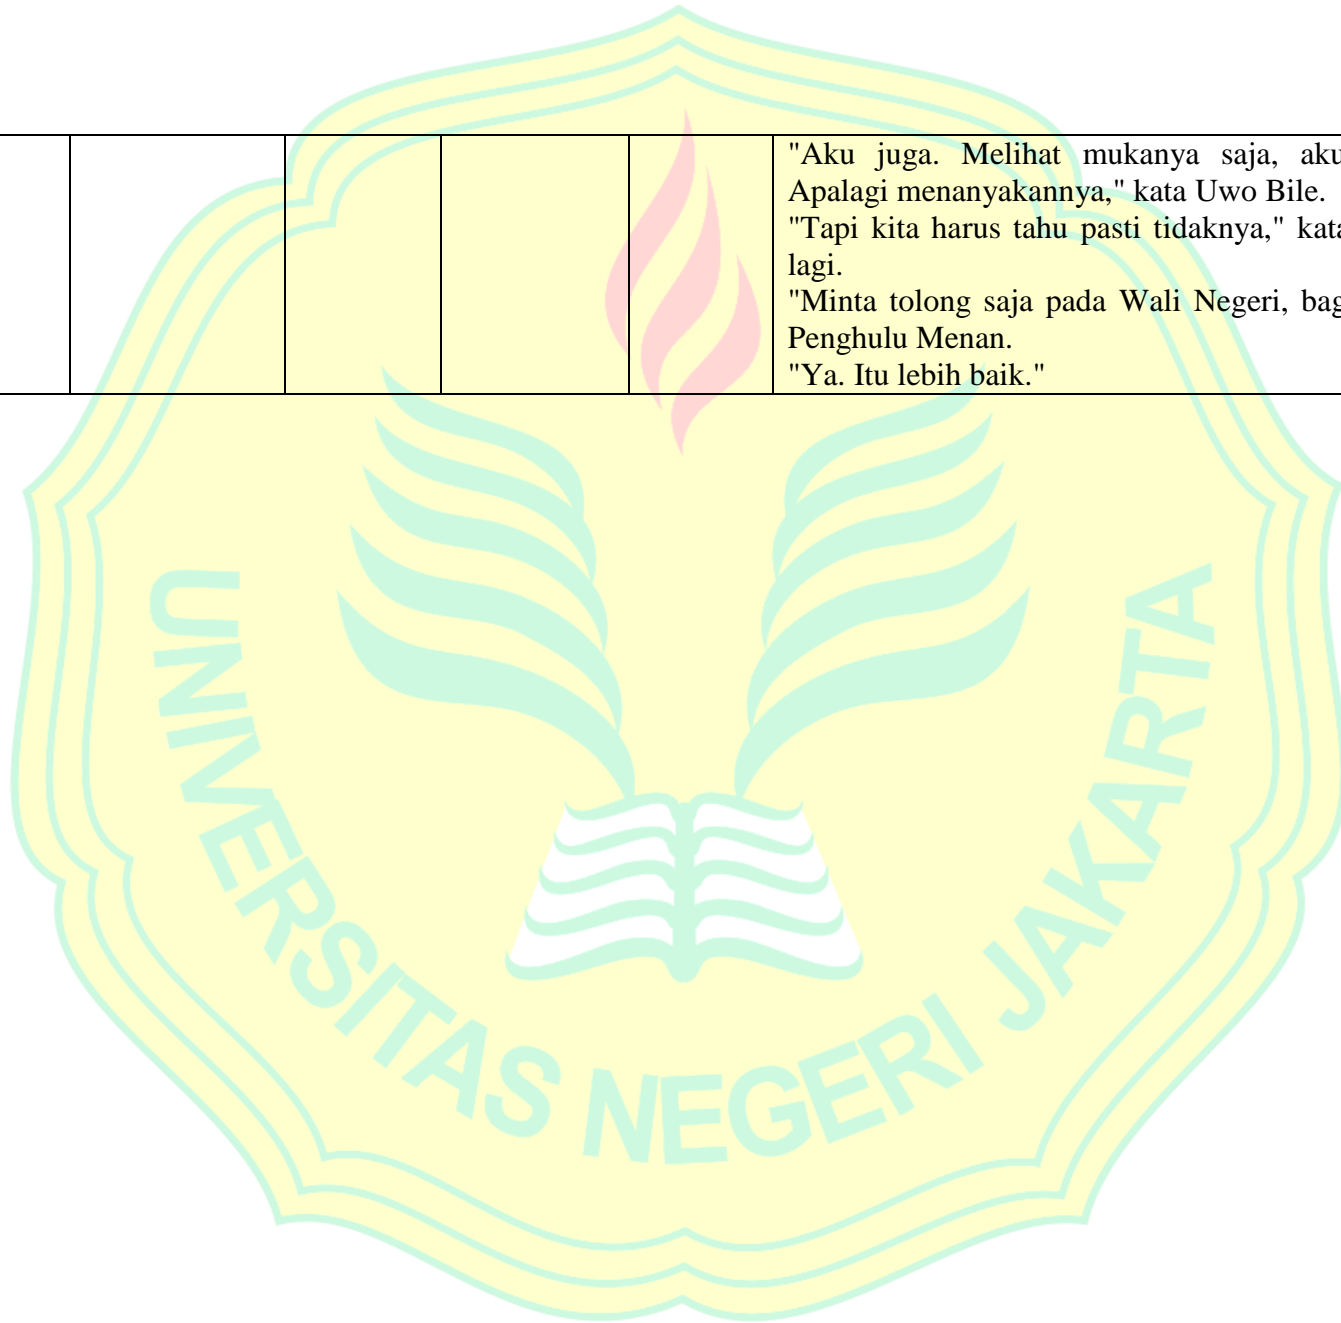 "Aku juga. Melihat mukanya saja, aku
Apalagi menanyakannya," kata Uwo Bile.
"Tapi kita harus tahu pasti tidaknya," kata
lagi.
"Minta tolong saja pada Wali Negeri, bag
Penghulu Menan.
"Ya. Itu lebih baik."
UNIVERSITAS NEGERI JAKARTA